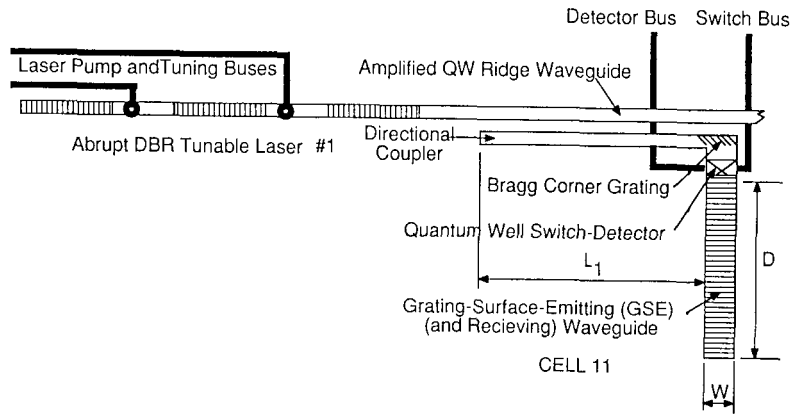 Detector Bus
Switch Bus
Laser Pump andTuning Buses
Amplified QW Ridge Waveguide
Abrupt DBR Tunable Laser #1
Directional
Coupler
Bragg Corner Grating
Quantum Well Switch-Detector
L1
D
Grating-Surface-Emitting (GSE)
(and Recieving) Waveguide
CELL 11
W